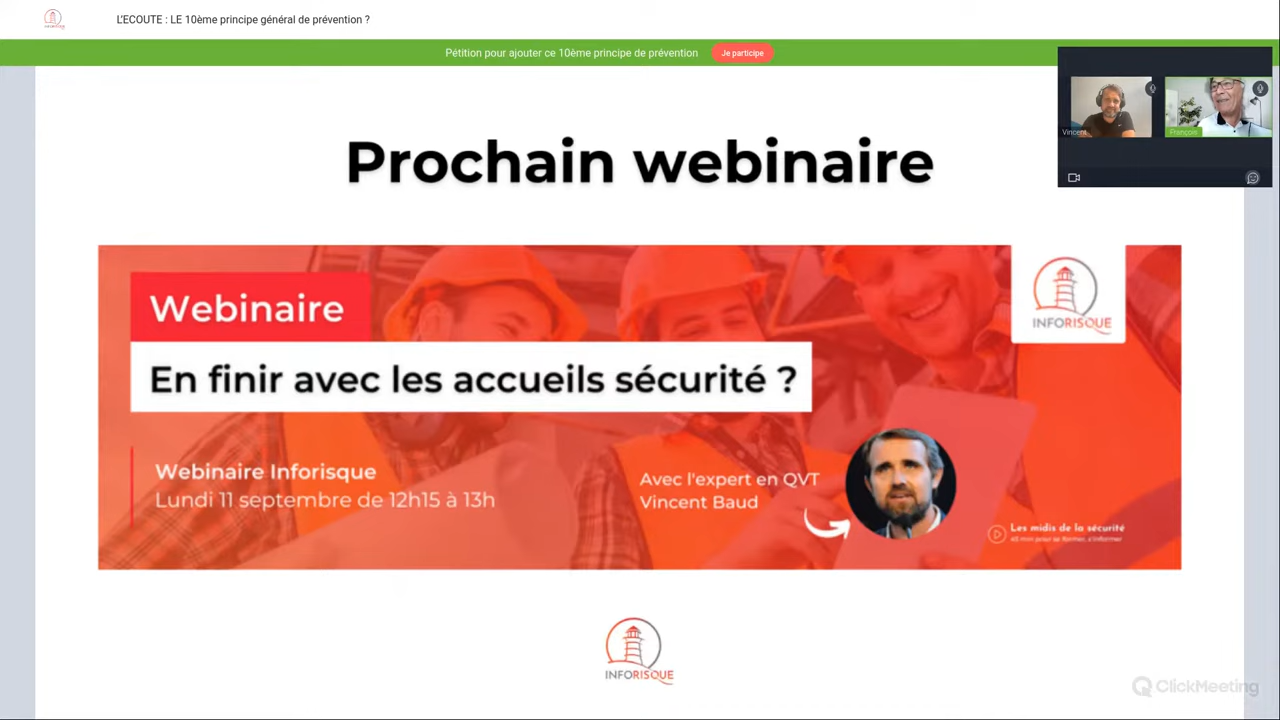 L'ECOUTE : LE 10ème principe général de prévention ?
Pétition pour ajouter ce 10ème principe de prévention
Je participe
Vincent
François
Prochain webinaire
Webinaire
En finir avec les accueils sécurité ?
INFORISQUE
Webinaire Inforisque
Lundi 11 septembre de 12h15 à 13h
Avec l'expert en QVT
Vincent Baud
Les midis de la sécurité
45 min pour se former, s'informer
INFORISQUE
ClickMeeting